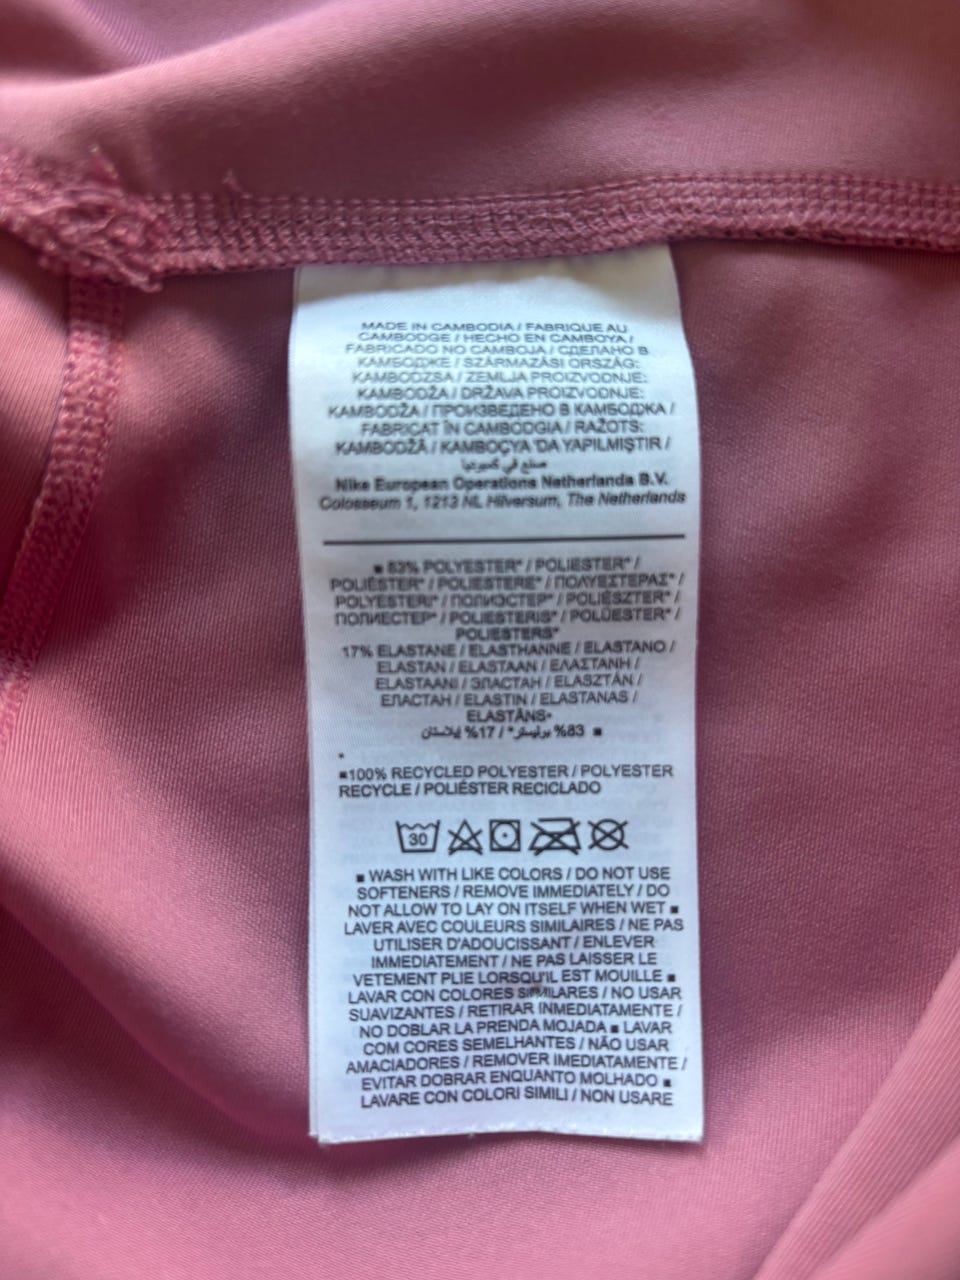 MADE IN CAMBODIA / FABRIQUE AU
CAMBODGE / HECHO EN CAMBOYA /
FABRICADO NO CAMBOJA / СДЕЛАНО В
КАМБОДЖЕ / SZÁRMAZÁSI ORSZÁG:
KAMBODZSA / ZEMLJA PROIZVODNJE:
KAMBODŽA / DRŽAVA PROIZVODNJE:
KAMBODŽA / ПРОИЗВЕДЕНО В КАМБОДЖА /
FABRICAT ÎN CAMBODGIA / RAŽOTS:
KAMBODŽĀ / KAMBOÇYA 'DA YAPILMIŞTIR /
صنع في كمبوديا
Nike European Operations Netherlands B.V.
Colosseum 1, 1213 NL Hilversum, The Netherlands
■ 83% POLYESTER* / POLIESTER* /
POLIÉSTER* / POLIESTERE* / ΠΟΛΥΕΣΤΕΡΑΣ* /
POLYESTERI* / ПОЛИЭСТЕР* / POLIÉSZTER* /
ПОЛИЕСТЕР* / POLIESTERIS* / POLÜESTER* /
POLIESTERS*
17% ELASTANE / ELASTHANNE / ELASTANO /
ELASTAN / ELASTAAN / ΕΛΑΣΤΑΝΗ /
ELASTAANI / ЭЛАСТАН / ELASZTÁN /
ЕЛАСТАН / ELASTIN / ELASTANAS /
ELASTĀNS▪
■ 83% بوليستر* / 17% إيلاستان
*
■100% RECYCLED POLYESTER / POLYESTER
RECYCLE / POLIÉSTER RECICLADO
30
■ WASH WITH LIKE COLORS / DO NOT USE
SOFTENERS / REMOVE IMMEDIATELY / DO
NOT ALLOW TO LAY ON ITSELF WHEN WET ■
LAVER AVEC COULEURS SIMILAIRES / NE PAS
UTILISER D'ADOUCISSANT / ENLEVER
IMMEDIATEMENT / NE PAS LAISSER LE
VETEMENT PLIE LORSQU'IL EST MOUILLE ■
LAVAR CON COLORES SIMILARES / NO USAR
SUAVIZANTES / RETIRAR INMEDIATAMENTE /
NO DOBLAR LA PRENDA MOJADA ■ LAVAR
COM CORES SEMELHANTES / NÃO USAR
AMACIADORES / REMOVER IMEDIATAMENTE /
EVITAR DOBRAR ENQUANTO MOLHADO ■
LAVARE CON COLORI SIMILI / NON USARE